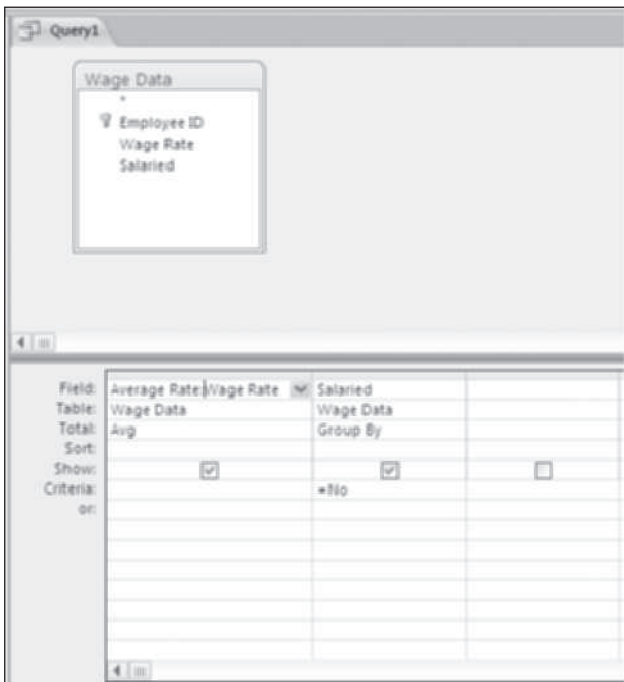 Query1
Wage Data
*
Employee ID
Wage Rate
Salaried
Field: Average Rate:Wage Rate Salaried
Table: Wage Data Wage Data
Total: Avg Group By
Sort:
Show:
Criteria: =No
or: